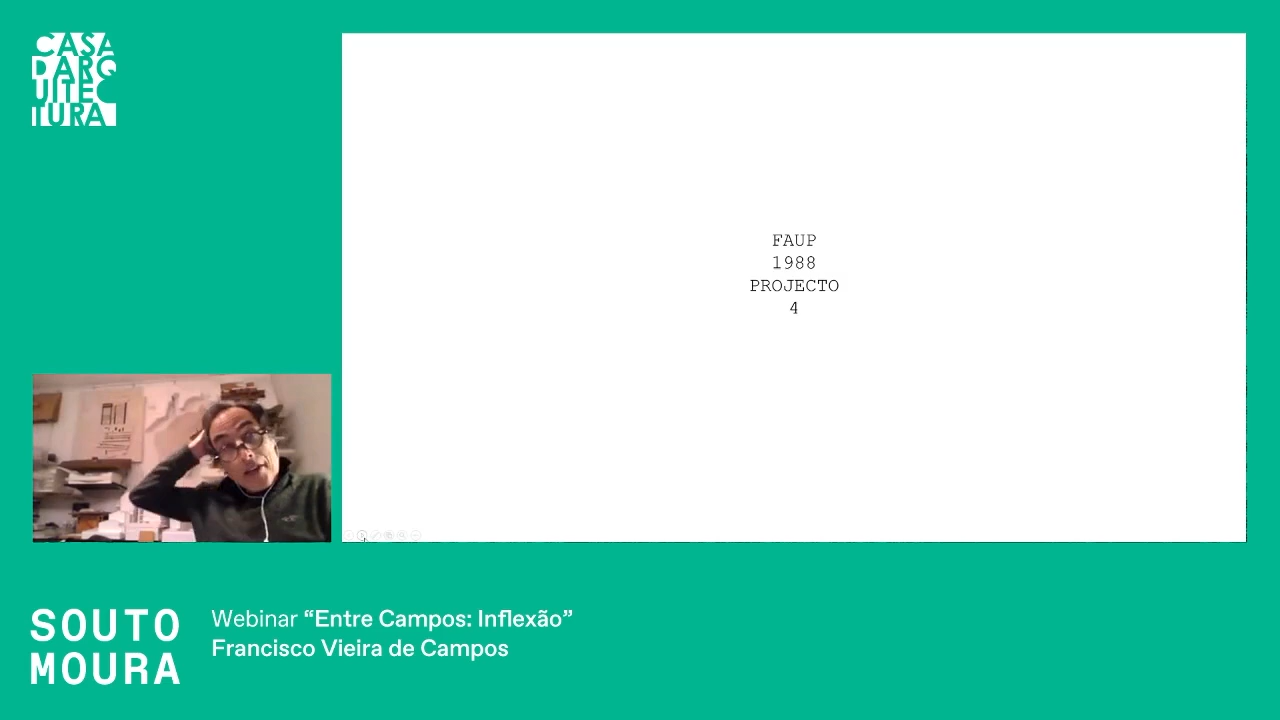 CASA
DARQ
UITEC
TURA
FAUP
1988
PROJECTO
4
SOUTO
MOURA
Webinar “Entre Campos: Inflexão”
Francisco Vieira de Campos